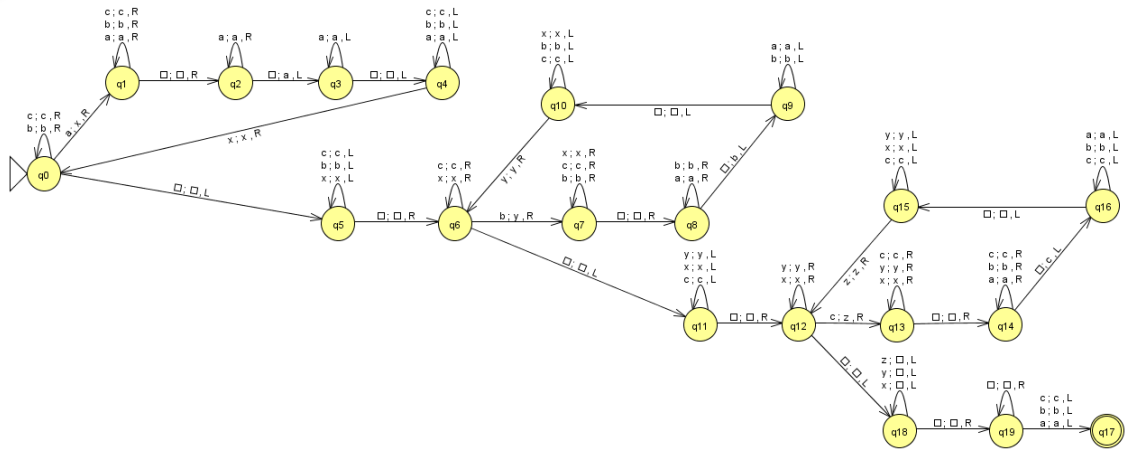 c ; c , R
b ; b , R
a ; a , R
q1
□ ; □ , R
a ; a , R
q2
□ ; a , L
a ; a , L
q3
□ ; □ , L
c ; c , L
b ; b , L
a ; a , L
q4
x ; x , R
a ; x , R
c ; c , R
b ; b , R
q0
□ ; □ , L
c ; c , L
b ; b , L
x ; x , L
q5
□ ; □ , R
c ; c , R
x ; x , R
q6
b ; y , R
x ; x , R
c ; c , R
b ; b , R
q7
□ ; □ , R
b ; b , R
a ; a , R
q8
□ ; b , L
a ; a , L
b ; b , L
q9
□ ; □ , L
x ; x , L
b ; b , L
c ; c , L
q10
y ; y , R
□ ; □ , L
y ; y , L
x ; x , L
c ; c , L
q11
□ ; □ , R
y ; y , R
x ; x , R
q12
c ; z , R
c ; c , R
y ; y , R
x ; x , R
q13
□ ; □ , R
c ; c , R
b ; b , R
a ; a , R
q14
□ ; c , L
a ; a , L
b ; b , L
c ; c , L
q16
□ ; □ , L
y ; y , L
x ; x , L
c ; c , L
q15
z ; z , R
□ ; □ , L
z ; □ , L
y ; □ , L
x ; □ , L
q18
□ ; □ , R
□ ; □ , R
q19
c ; c , L
b ; b , L
a ; a , L
q17